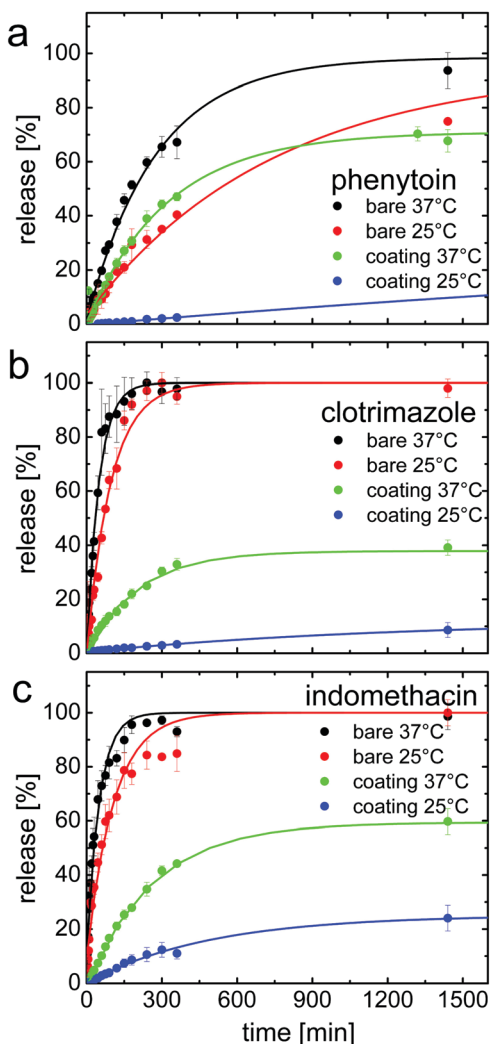 a
100
80
60
40
20
0
release [%]
phenytoin
bare 37°C
bare 25°C
coating 37°C
coating 25°C
b
100
80
60
40
20
0
release [%]
clotrimazole
bare 37°C
bare 25°C
coating 37°C
coating 25°C
c
100
80
60
40
20
0
release [%]
indomethacin
bare 37°C
bare 25°C
coating 37°C
coating 25°C
0 300 600 900 1200 1500
time [min]